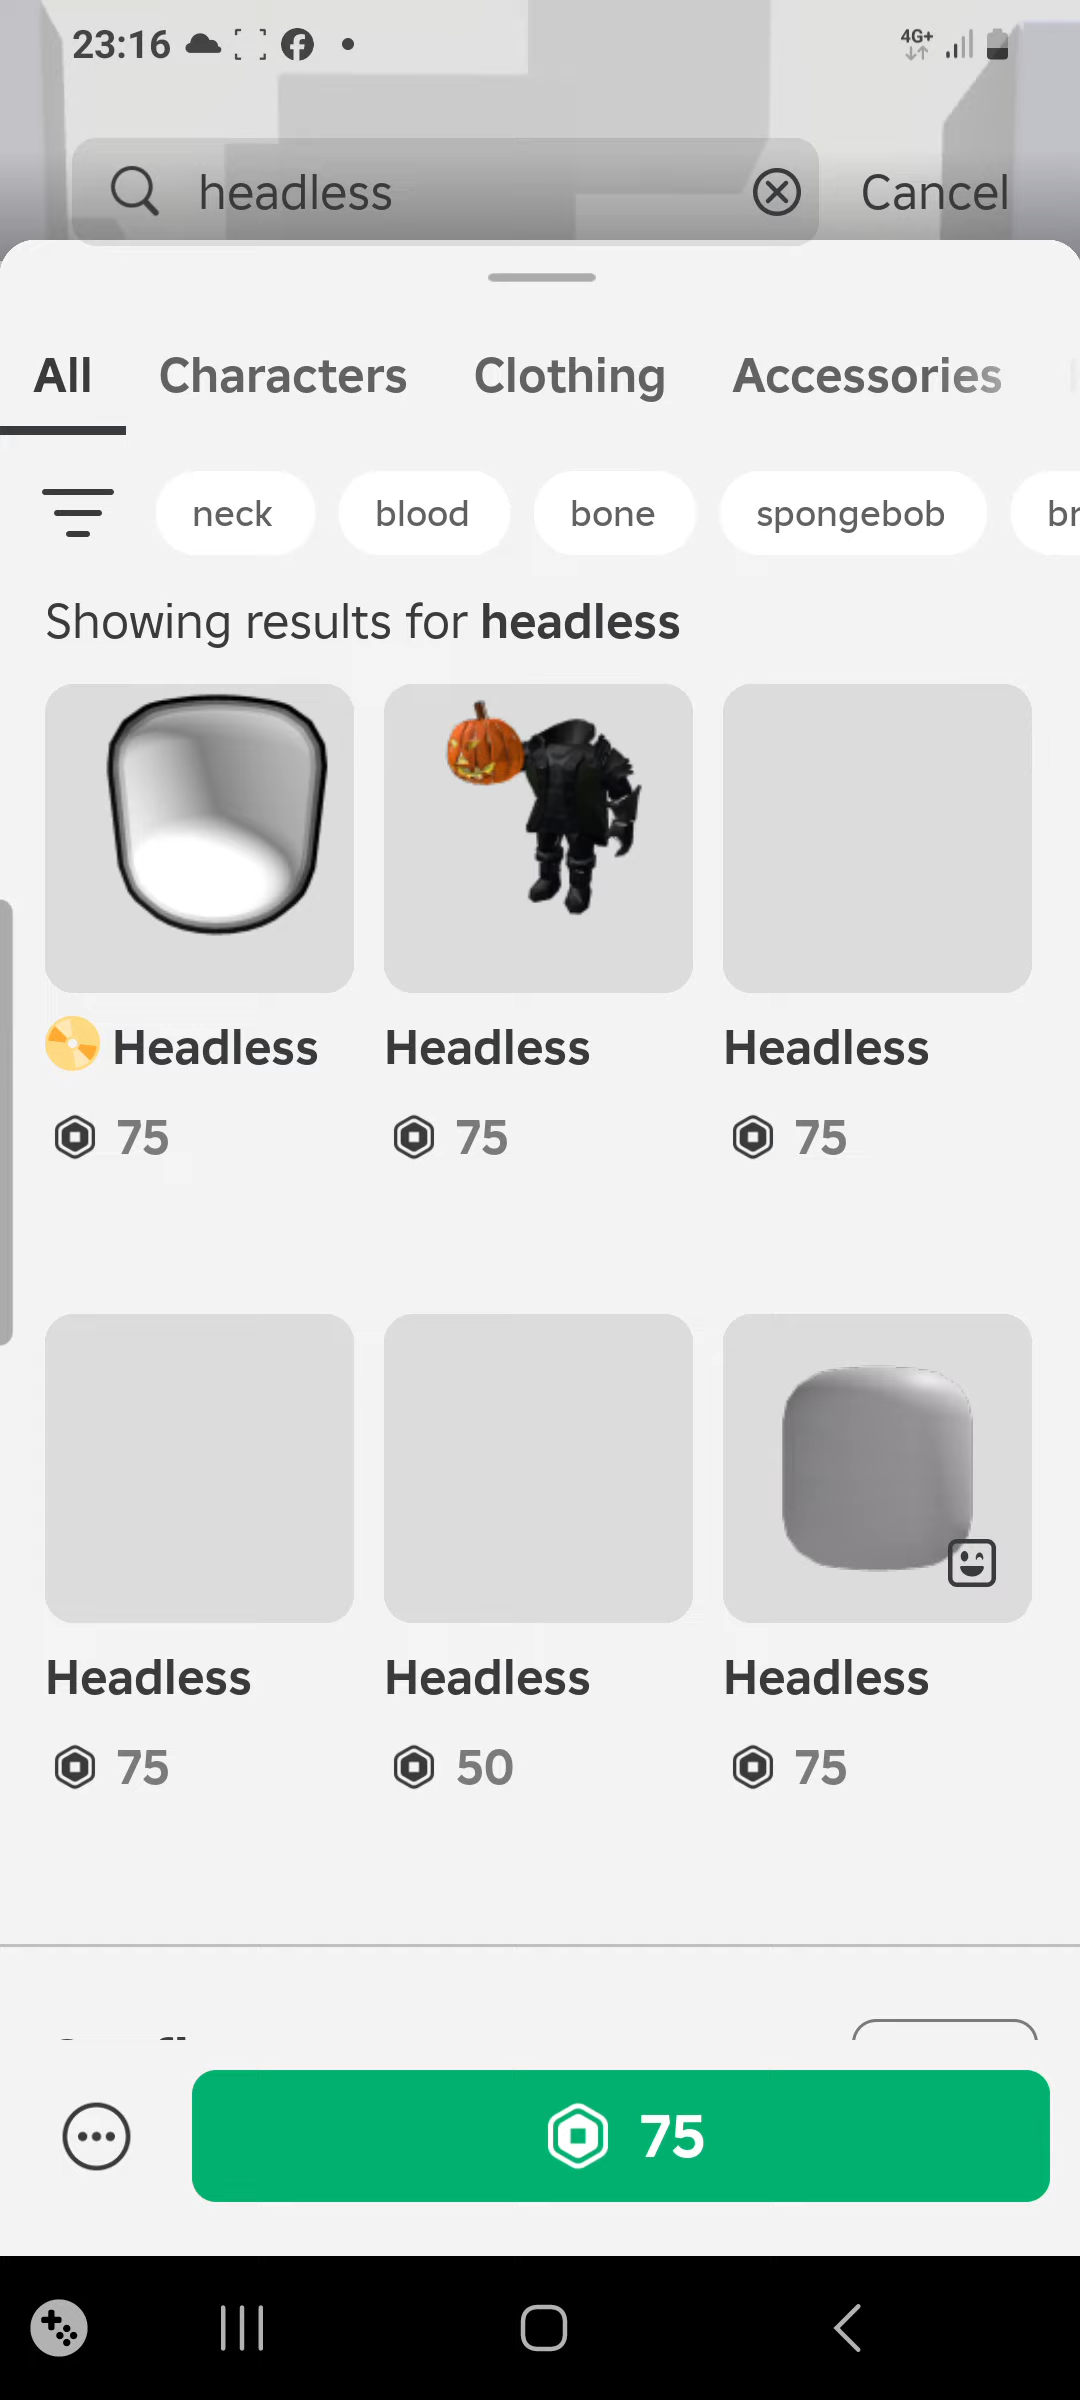 23:16
4G+
headless
Cancel
All Characters Clothing Accessories
neck blood bone spongebob br
Showing results for headless
Headless Headless Headless
75 75 75
Headless Headless Headless
75 50 75
75